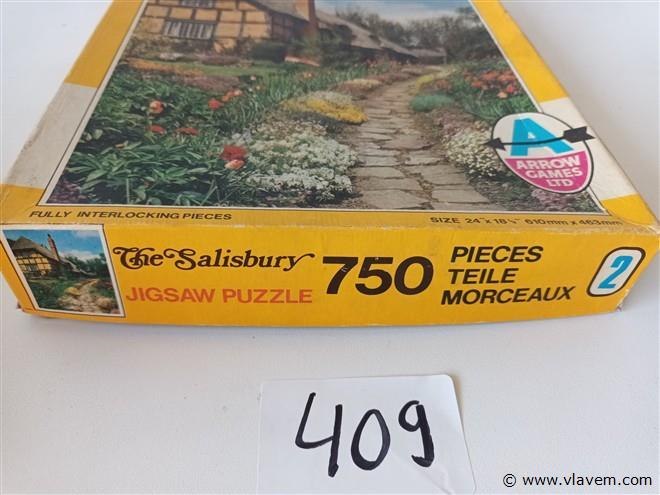 A
ARROW
GAMES
LTD
FULLY INTERLOCKING PIECES
SIZE 24" x 18¼" 610mm x 463mm
The Salisbury
JIGSAW PUZZLE
750
PIECES
TEILE
MORCEAUX
2
409
© www.vlavem.com